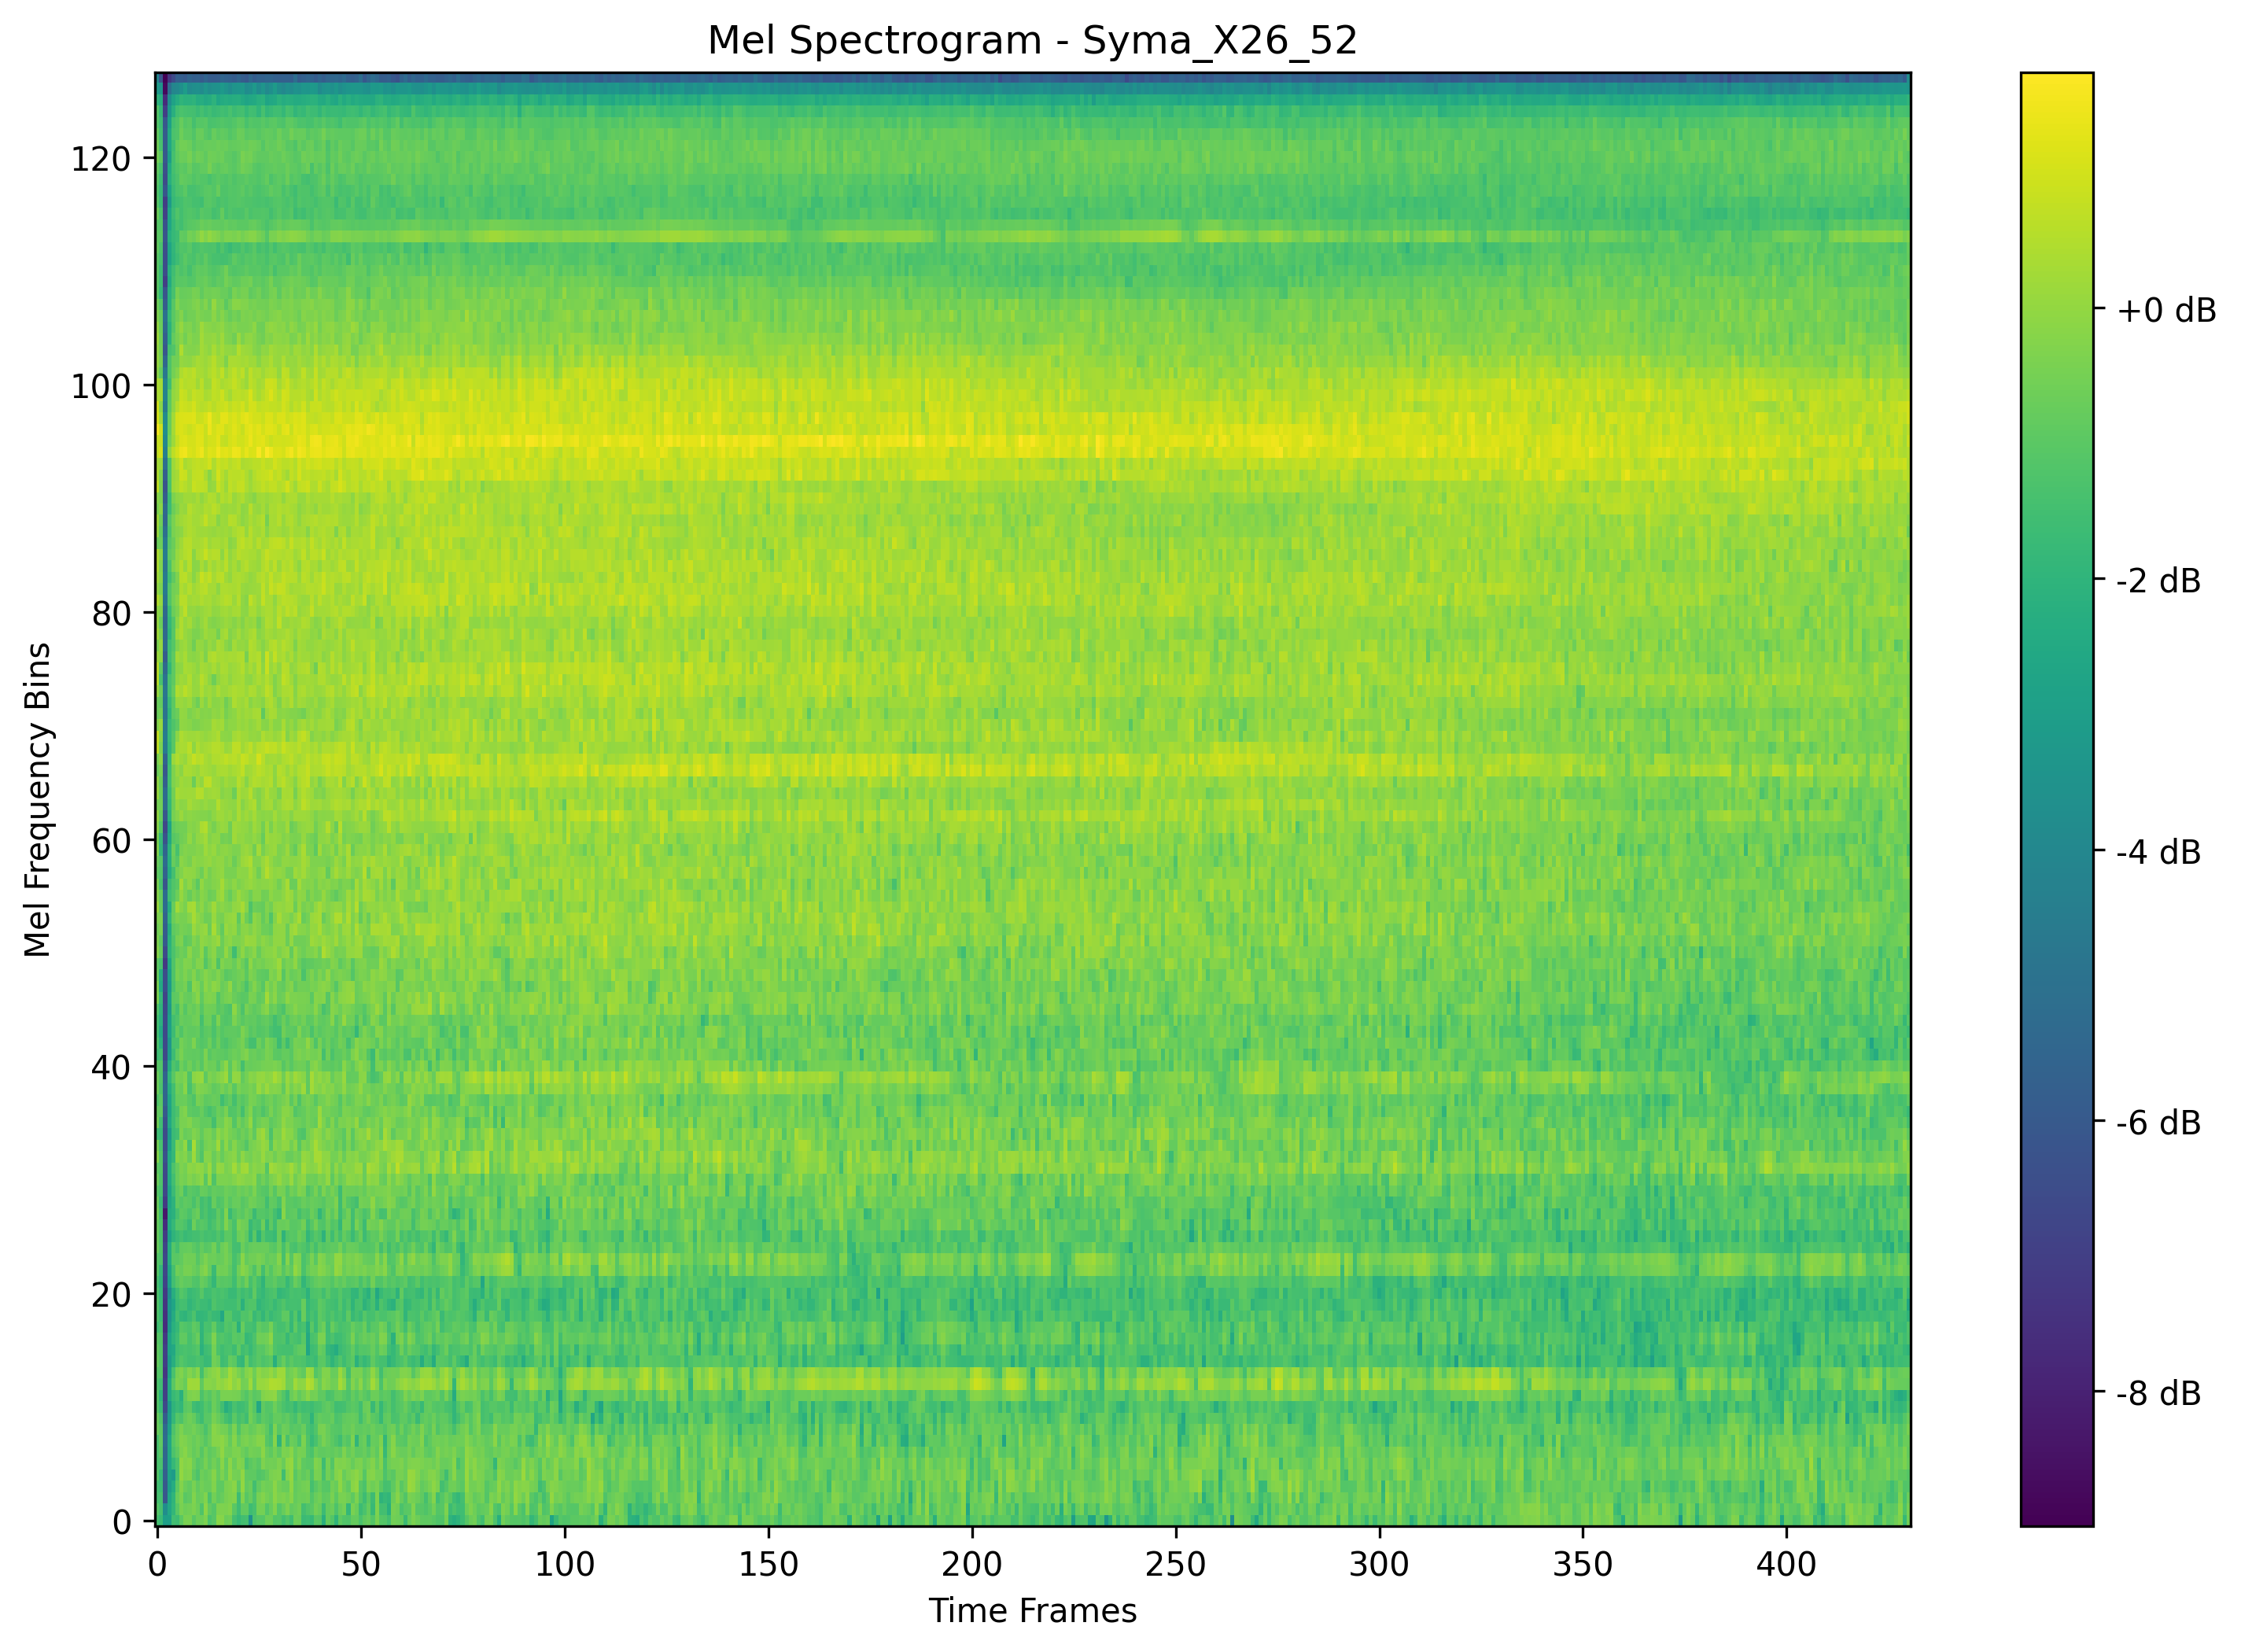 Mel Spectrogram - Syma_X26_52
Mel Frequency Bins
120
100
80
60
40
20
0
0 50 100 150 200 250 300 350 400
Time Frames
+0 dB
-2 dB
-4 dB
-6 dB
-8 dB